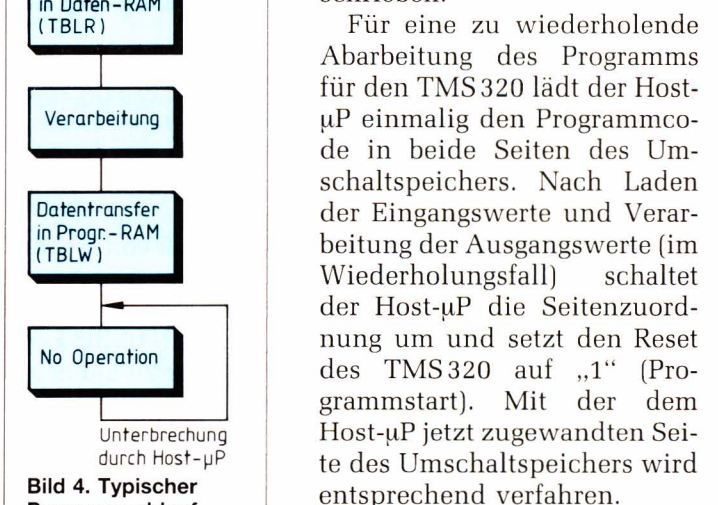 in Daten-RAM
(TBLR)
Verarbeitung
Datentransfer
in Progr.-RAM
(TBLW)
No Operation
Unterbrechung
durch Host-µP
Bild 4. Typischer
Für eine zu wiederholende
Abarbeitung des Programms
für den TMS 320 lädt der Host-
µP einmalig den Programmco-
de in beide Seiten des Um-
schaltspeichers. Nach Laden
der Eingangswerte und Verar-
beitung der Ausgangswerte (im
Wiederholungsfall) schaltet
der Host-µP die Seitenzuord-
nung um und setzt den Reset
des TMS 320 auf „1“ (Pro-
grammstart). Mit der dem
Host-µP jetzt zugewandten Sei-
te des Umschaltspeichers wird
entsprechend verfahren.